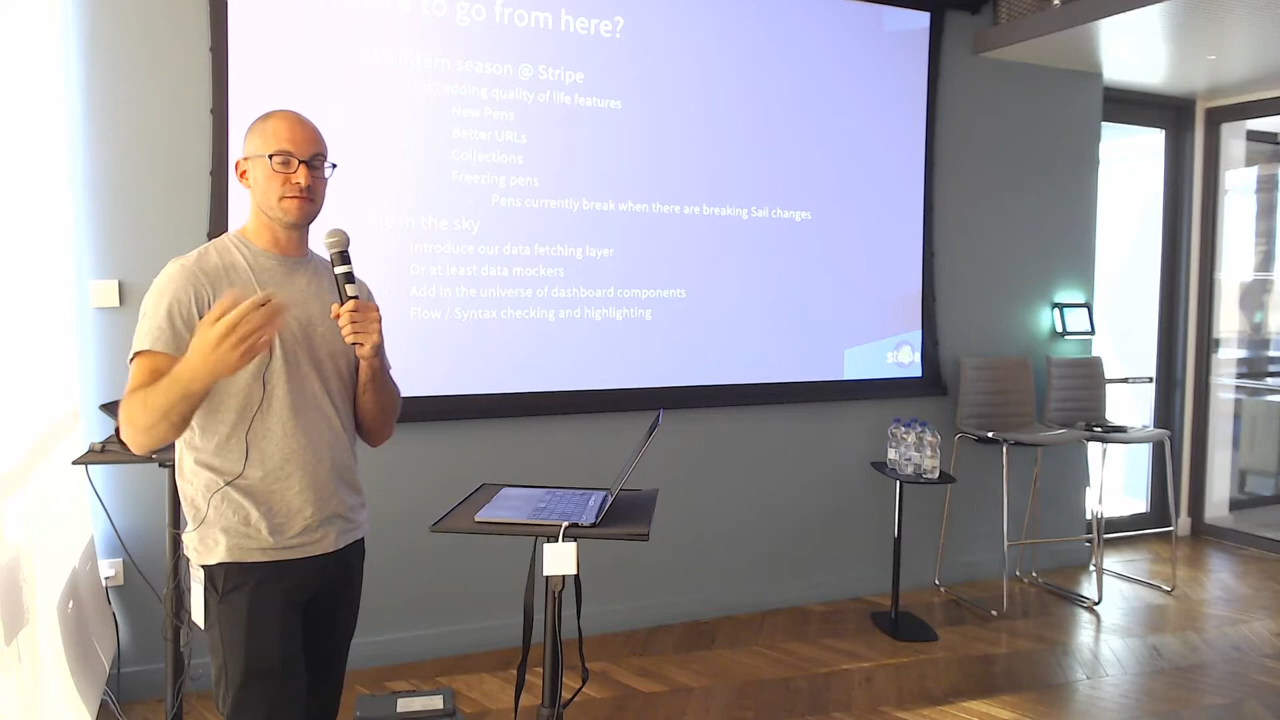 to go from here?
intern season @ Stripe
adding quality of life features
New Pens
Better URLs
Collections
Freezing pens
Pens currently break when there are breaking Sail changes
in the sky
Introduce our data fetching layer
Or at least data mockers
Add in the universe of dashboard components
Flow / Syntax checking and highlighting
stripe